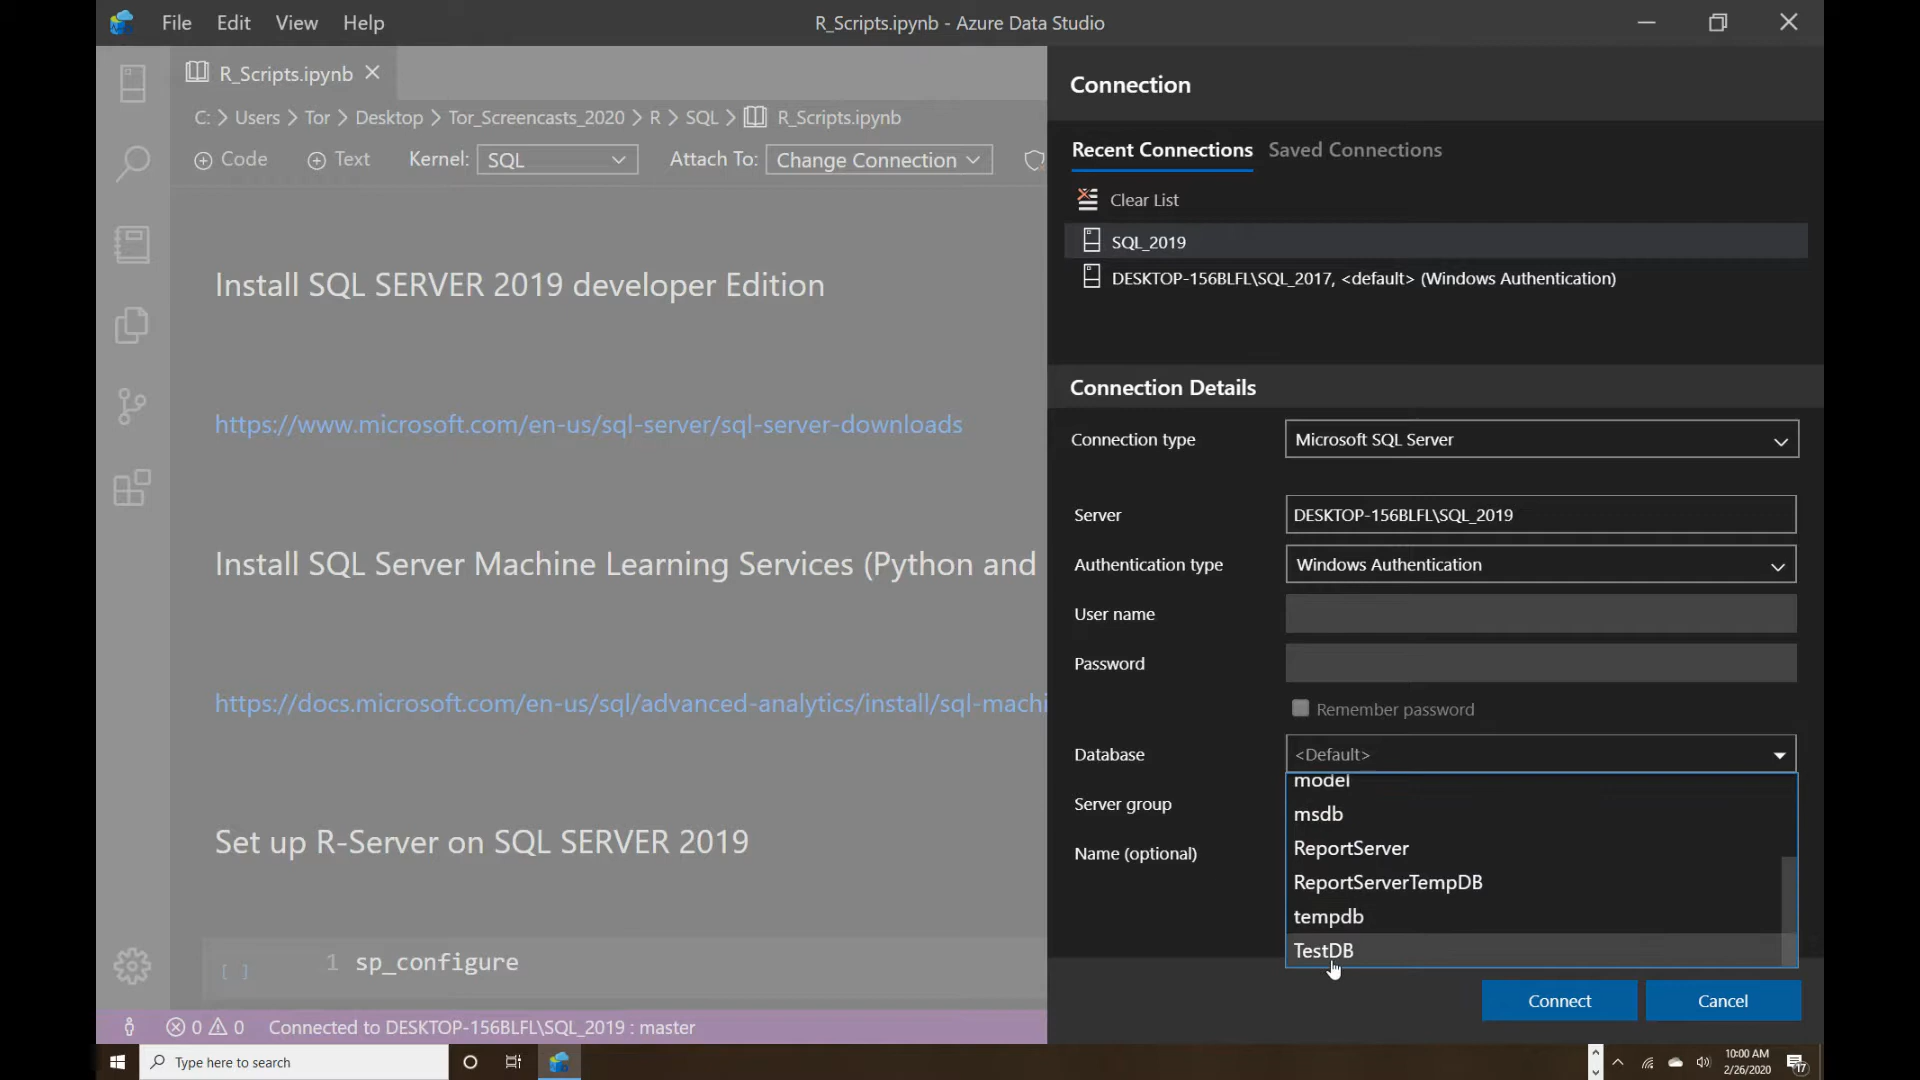 File Edit View Help
R_Scripts.ipynb - Azure Data Studio
R_Scripts.ipynb
C: > Users > Tor > Desktop > Tor_Screencasts_2020 > R > SQL > R_Scripts.ipynb
Code Text Kernel: SQL Attach To: Change Connection
Install SQL SERVER 2019 developer Edition
https://www.microsoft.com/en-us/sql-server/sql-server-downloads
Install SQL Server Machine Learning Services (Python and
https://docs.microsoft.com/en-us/sql/advanced-analytics/install/sql-machi
Set up R-Server on SQL SERVER 2019
[ ] 1 sp_configure
Connection
Recent Connections Saved Connections
Clear List
SQL_2019
DESKTOP-156BLFL\SQL_2017, <default> (Windows Authentication)
Connection Details
Connection type Microsoft SQL Server
Server DESKTOP-156BLFL\SQL_2019
Authentication type Windows Authentication
User name
Password
Remember password
Database <Default>
model
msdb
Server group
ReportServer
Name (optional)
ReportServerTempDB
tempdb
TestDB
Connect Cancel
0 0 Connected to DESKTOP-156BLFL\SQL_2019 : master
Type here to search
10:00 AM
2/26/2020
17